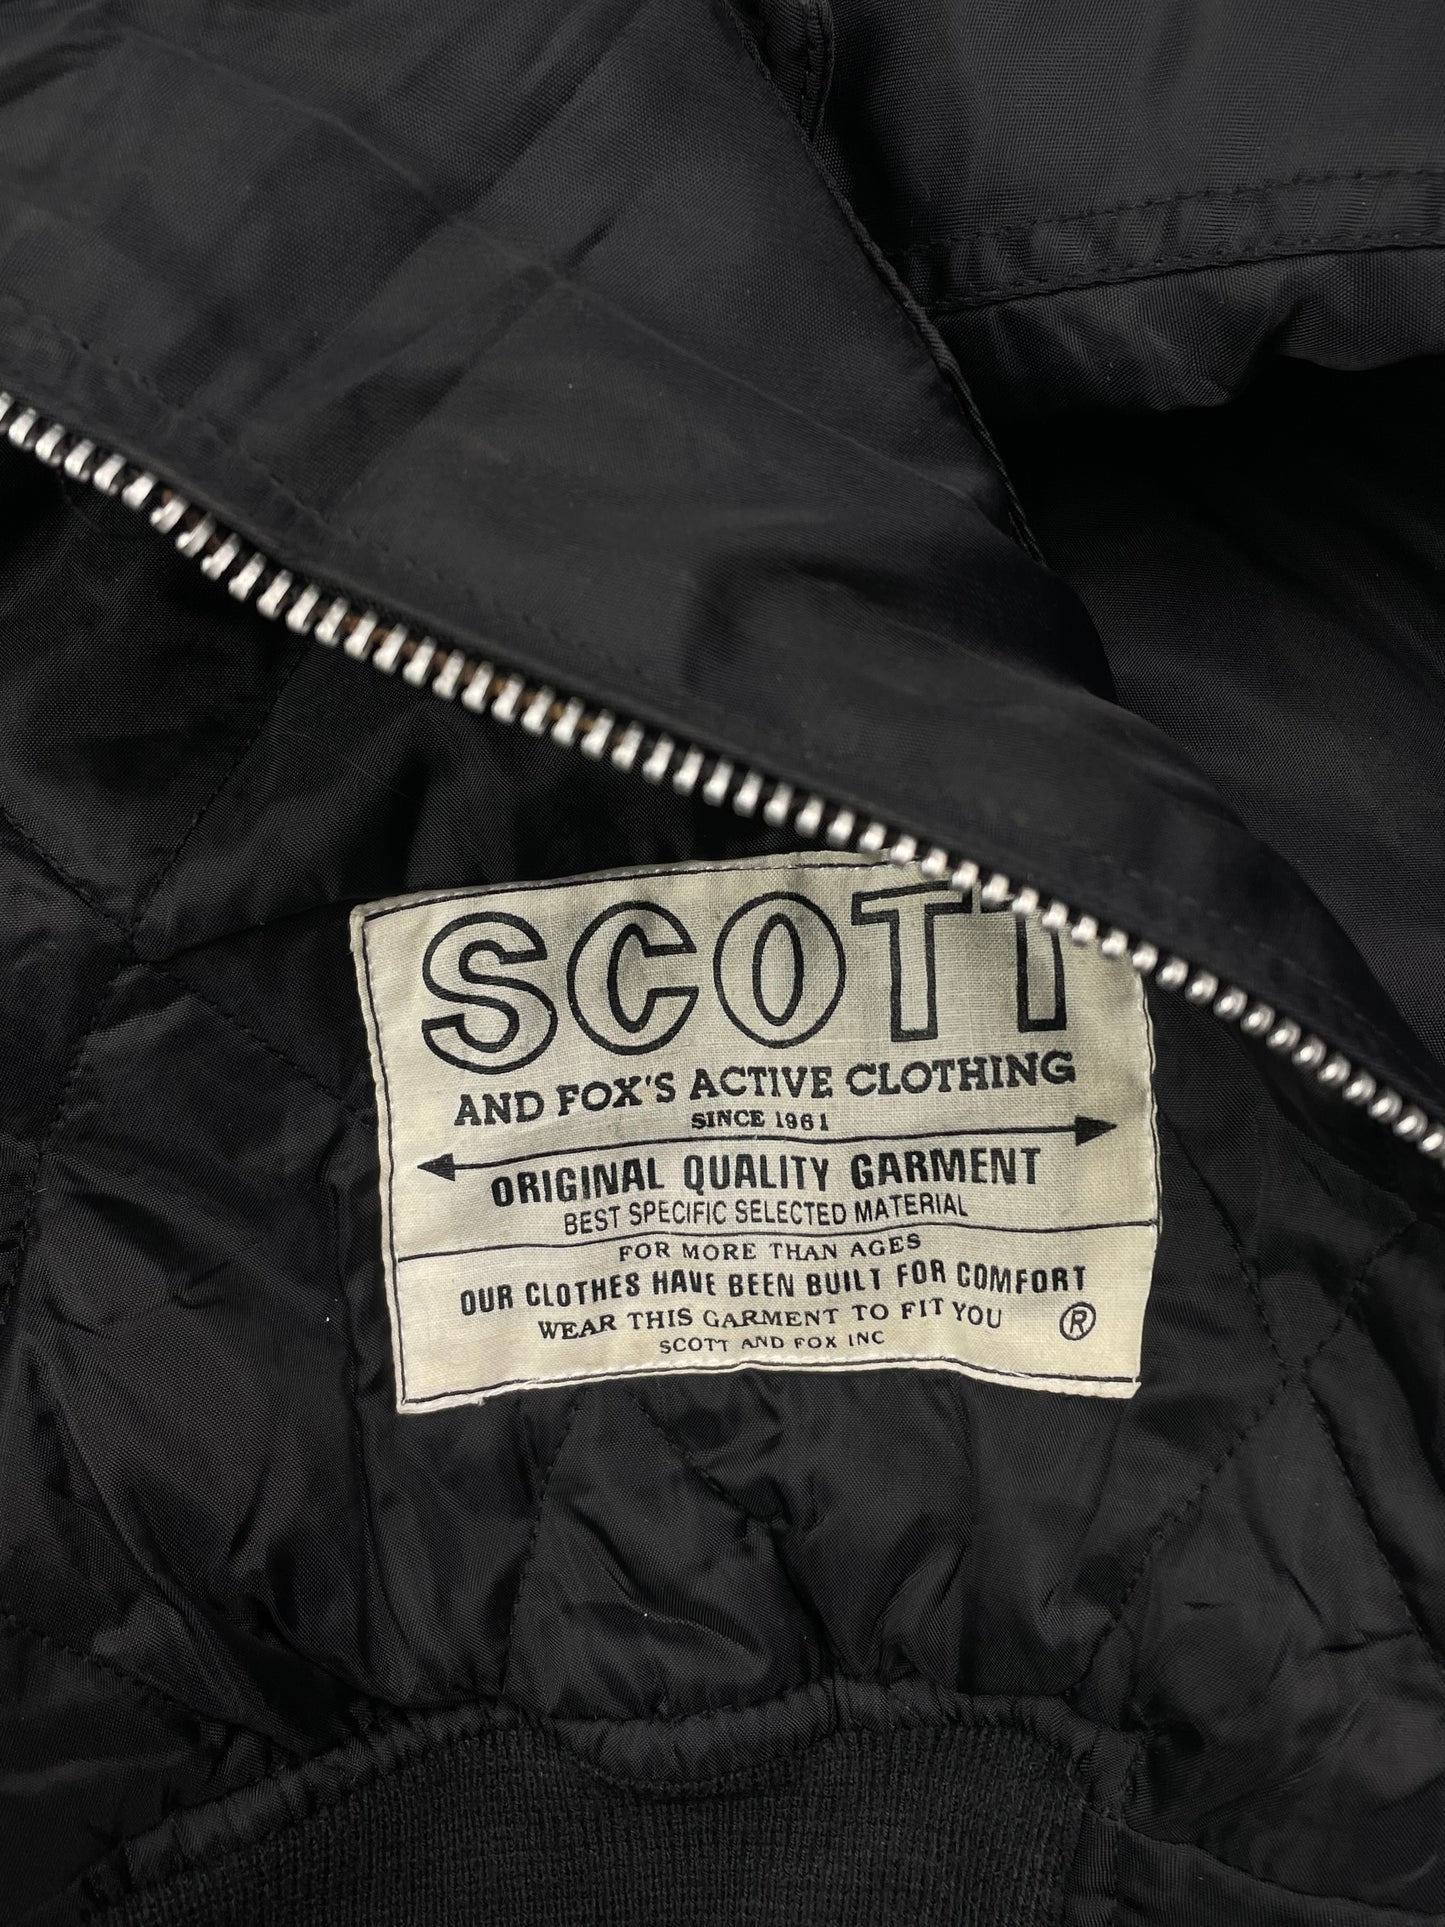 SCOTT
AND FOX'S ACTIVE CLOTHING
SINCE 1961
ORIGINAL QUALITY GARMENT
BEST SPECIFIC SELECTED MATERIAL
FOR MORE THAN AGES
OUR CLOTHES HAVE BEEN BUILT FOR COMFORT
WEAR THIS GARMENT TO FIT YOU ®
SCOTT AND FOX INC